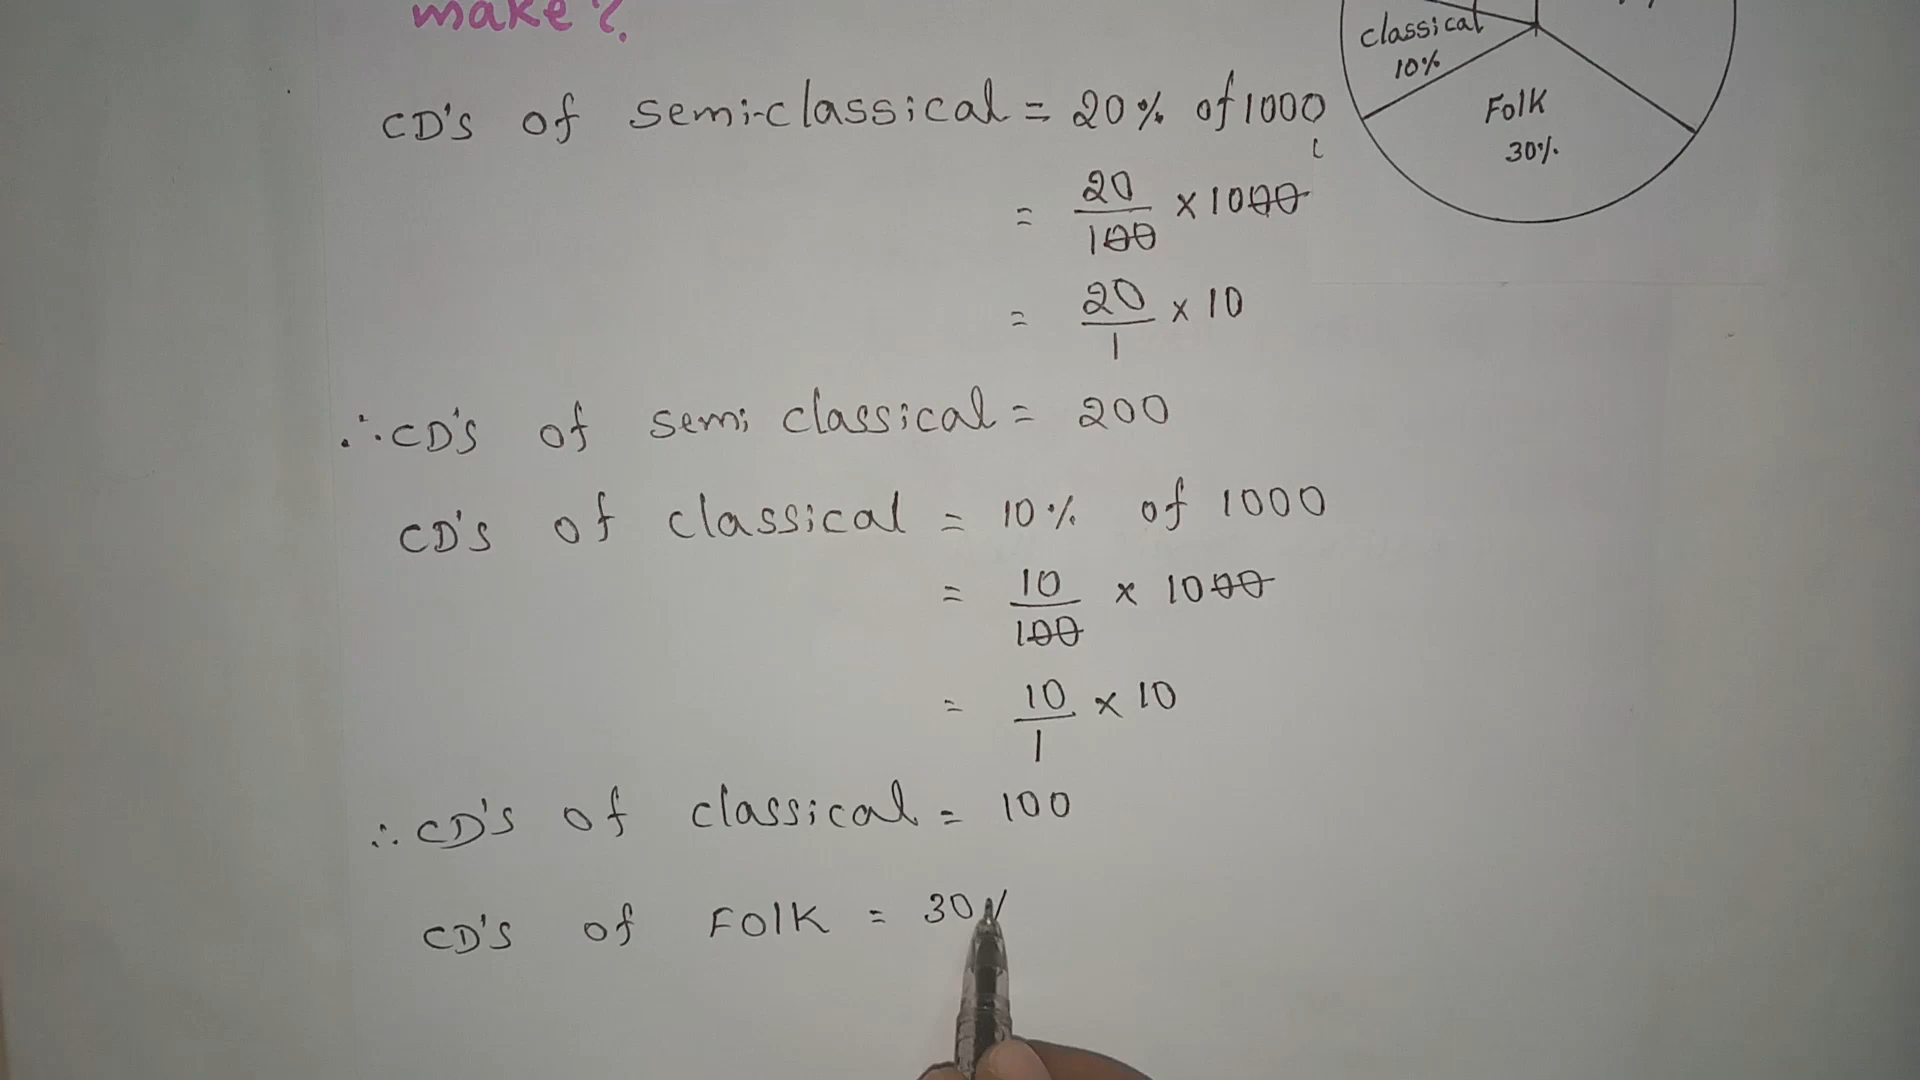 make?
classical
10%
Folk
30%
CD's of semi-classical = 20% of 1000
= 20/100 × 1000
= 20/1 × 10
∴ CD's of semi classical = 200
CD's of classical = 10% of 1000
= 10/100 × 1000
= 10/1 × 10
∴ CD's of classical = 100
CD's of Folk = 30